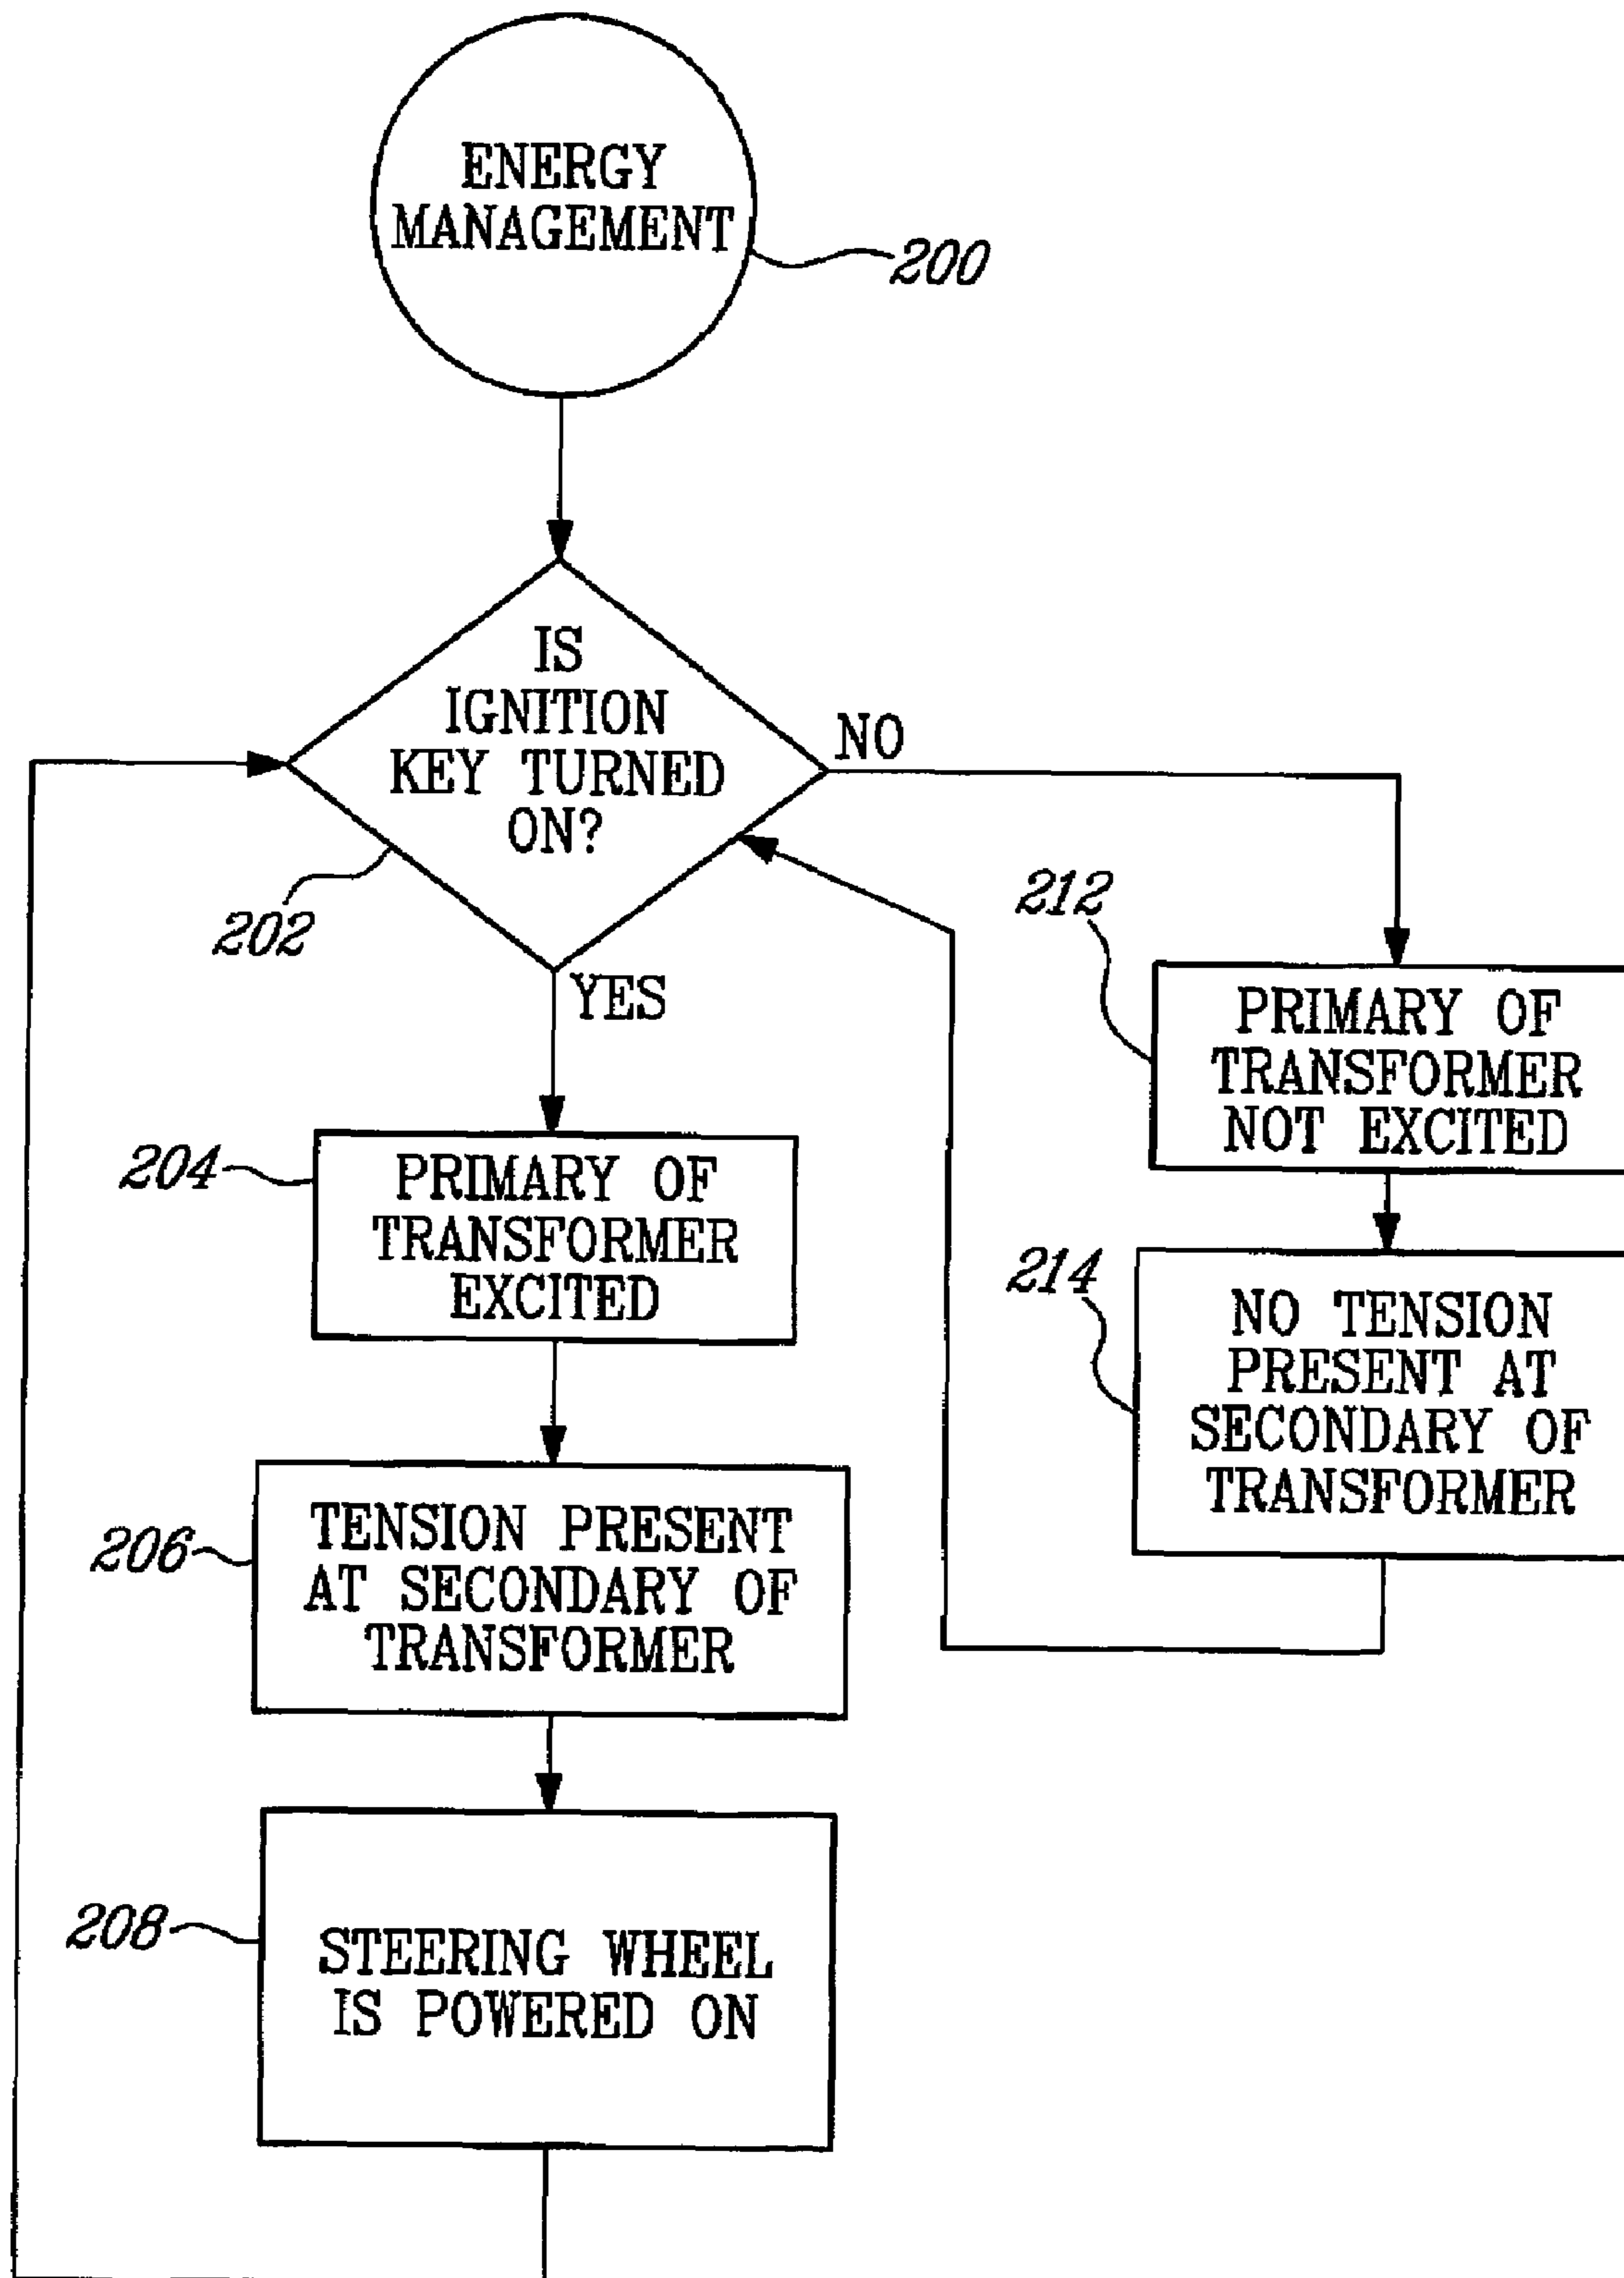 ENERGY
MANAGEMENT
200
IS
IGNITION
KEY TURNED
ON?
NO
202
YES
212
PRIMARY OF
TRANSFORMER
NOT EXCITED
204
PRIMARY OF
TRANSFORMER
EXCITED
214
NO TENSION
PRESENT AT
SECONDARY OF
TRANSFORMER
206
TENSION PRESENT
AT SECONDARY OF
TRANSFORMER
208
STEERING WHEEL
IS POWERED ON